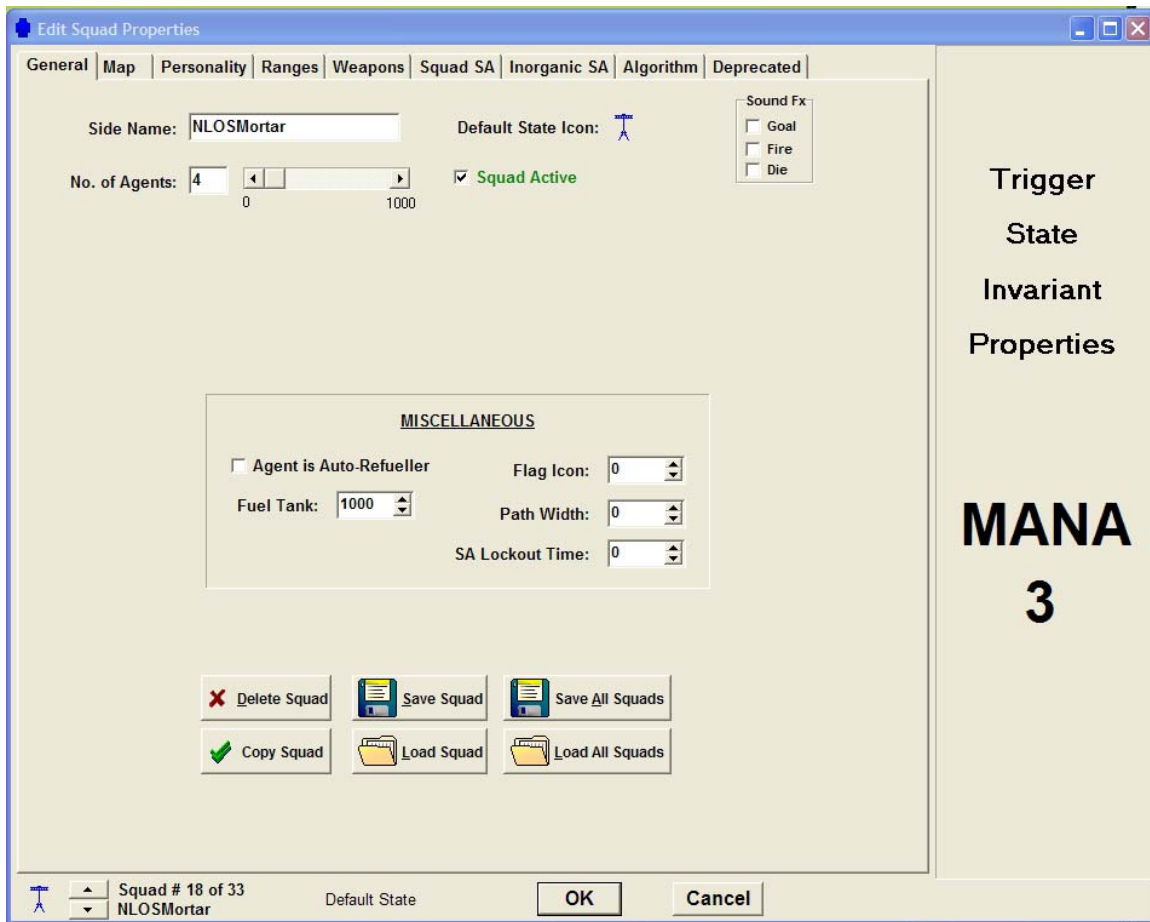 Edit Squad Properties
General Map Personality Ranges Weapons Squad SA Inorganic SA Algorithm Deprecated
Side Name: NLOSMortar
Default State Icon:
Sound Fx
Goal
Fire
Die
No. of Agents: 4
0 1000
Squad Active
MISCELLANEOUS
Agent is Auto-Refueller
Fuel Tank: 1000
Flag Icon: 0
Path Width: 0
SA Lockout Time: 0
Delete Squad Save Squad Save All Squads
Copy Squad Load Squad Load All Squads
Trigger
State
Invariant
Properties
MANA
3
Squad # 18 of 33
NLOSMortar
Default State
OK Cancel